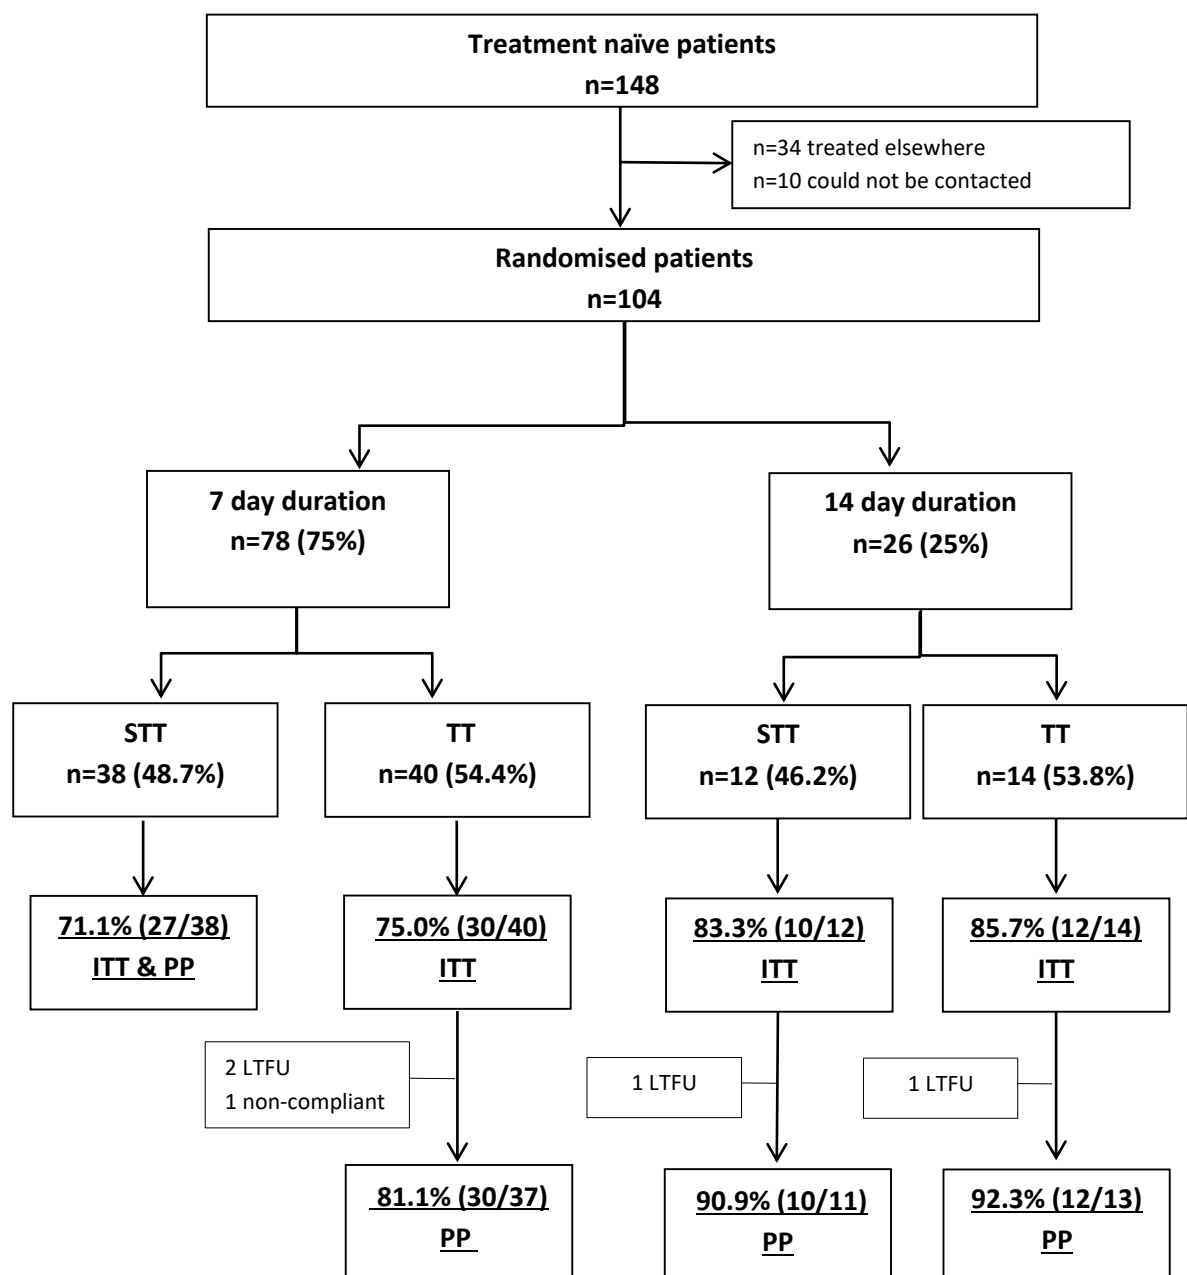 Treatment naïve patients
n=148
n=34 treated elsewhere
n=10 could not be contacted
Randomised patients
n=104
7 day duration
n=78 (75%)
14 day duration
n=26 (25%)
STT
n=38 (48.7%)
TT
n=40 (54.4%)
STT
n=12 (46.2%)
TT
n=14 (53.8%)
71.1% (27/38)
ITT & PP
75.0% (30/40)
ITT
83.3% (10/12)
ITT
85.7% (12/14)
ITT
2 LTFU
1 non-compliant
1 LTFU
1 LTFU
81.1% (30/37)
PP
90.9% (10/11)
PP
92.3% (12/13)
PP